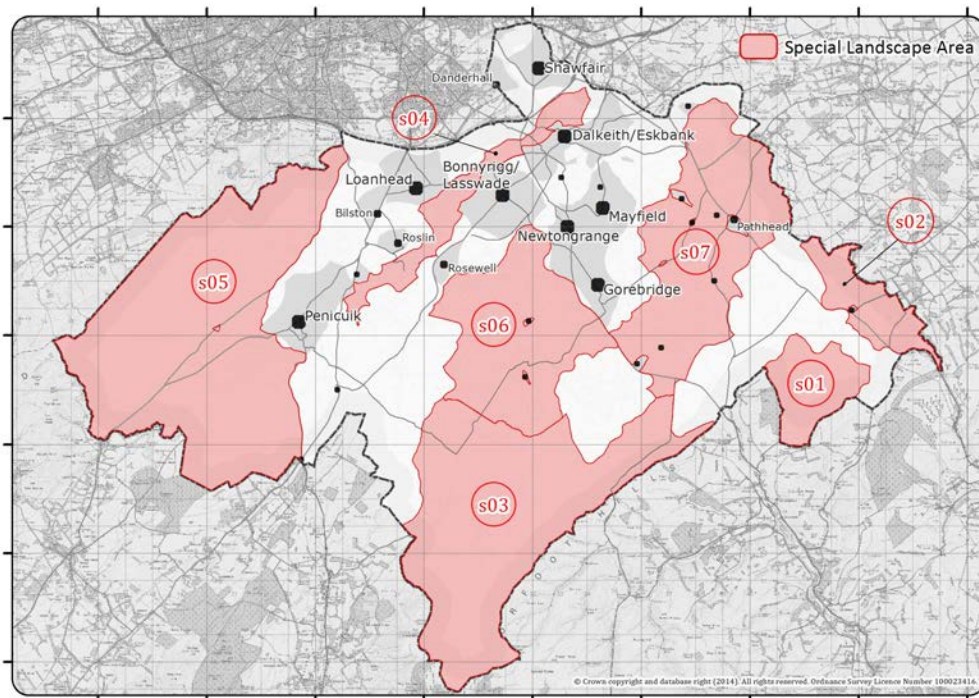 Special Landscape Area
Shawfair
Danderhall
s04
Dalkeith/Eskbank
Bonnyrigg/
Lasswade
Loanhead
Bilston
Mayfield
Roslin
Newtongrange
Pathhead
s02
s07
Rosewell
s05
Gorebridge
Penicuik
s06
s01
s03
© Crown copyright and database right (2014). All rights reserved. Ordnance Survey Licence Number 100023416